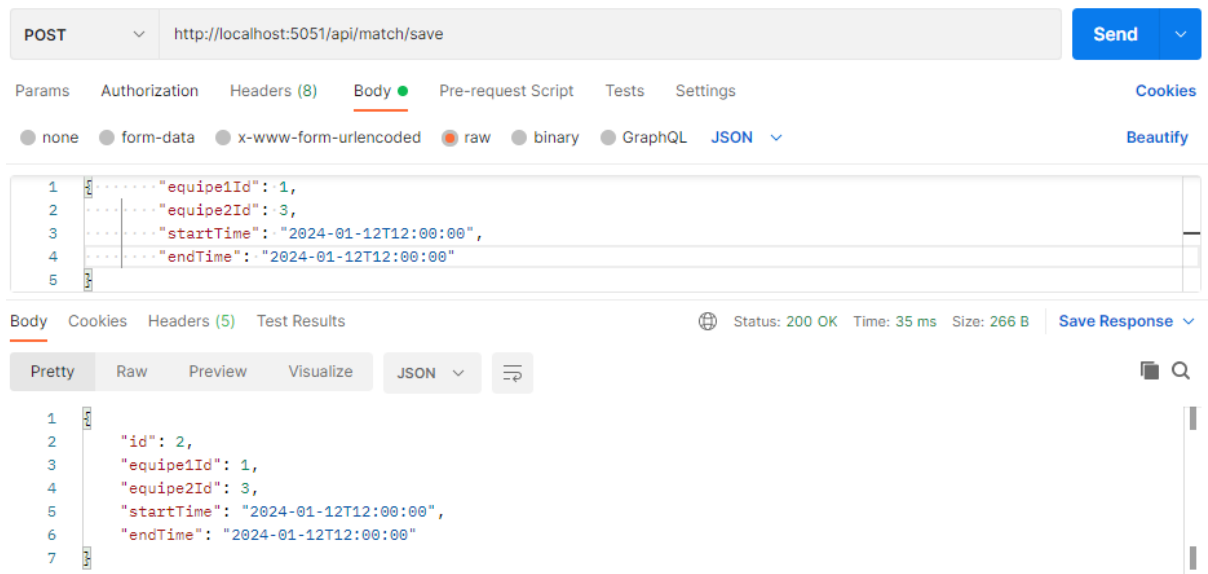 POST http://localhost:5051/api/match/save Send
Params Authorization Headers (8) Body Pre-request Script Tests Settings Cookies
none form-data x-www-form-urlencoded raw binary GraphQL JSON Beautify
1 { "equipe1Id": 1,
2 "equipe2Id": 3,
3 "startTime": "2024-01-12T12:00:00",
4 "endTime": "2024-01-12T12:00:00"
5 }
Body Cookies Headers (5) Test Results Status: 200 OK Time: 35 ms Size: 266 B Save Response
Pretty Raw Preview Visualize JSON
1 {
2 "id": 2,
3 "equipe1Id": 1,
4 "equipe2Id": 3,
5 "startTime": "2024-01-12T12:00:00",
6 "endTime": "2024-01-12T12:00:00"
7 }